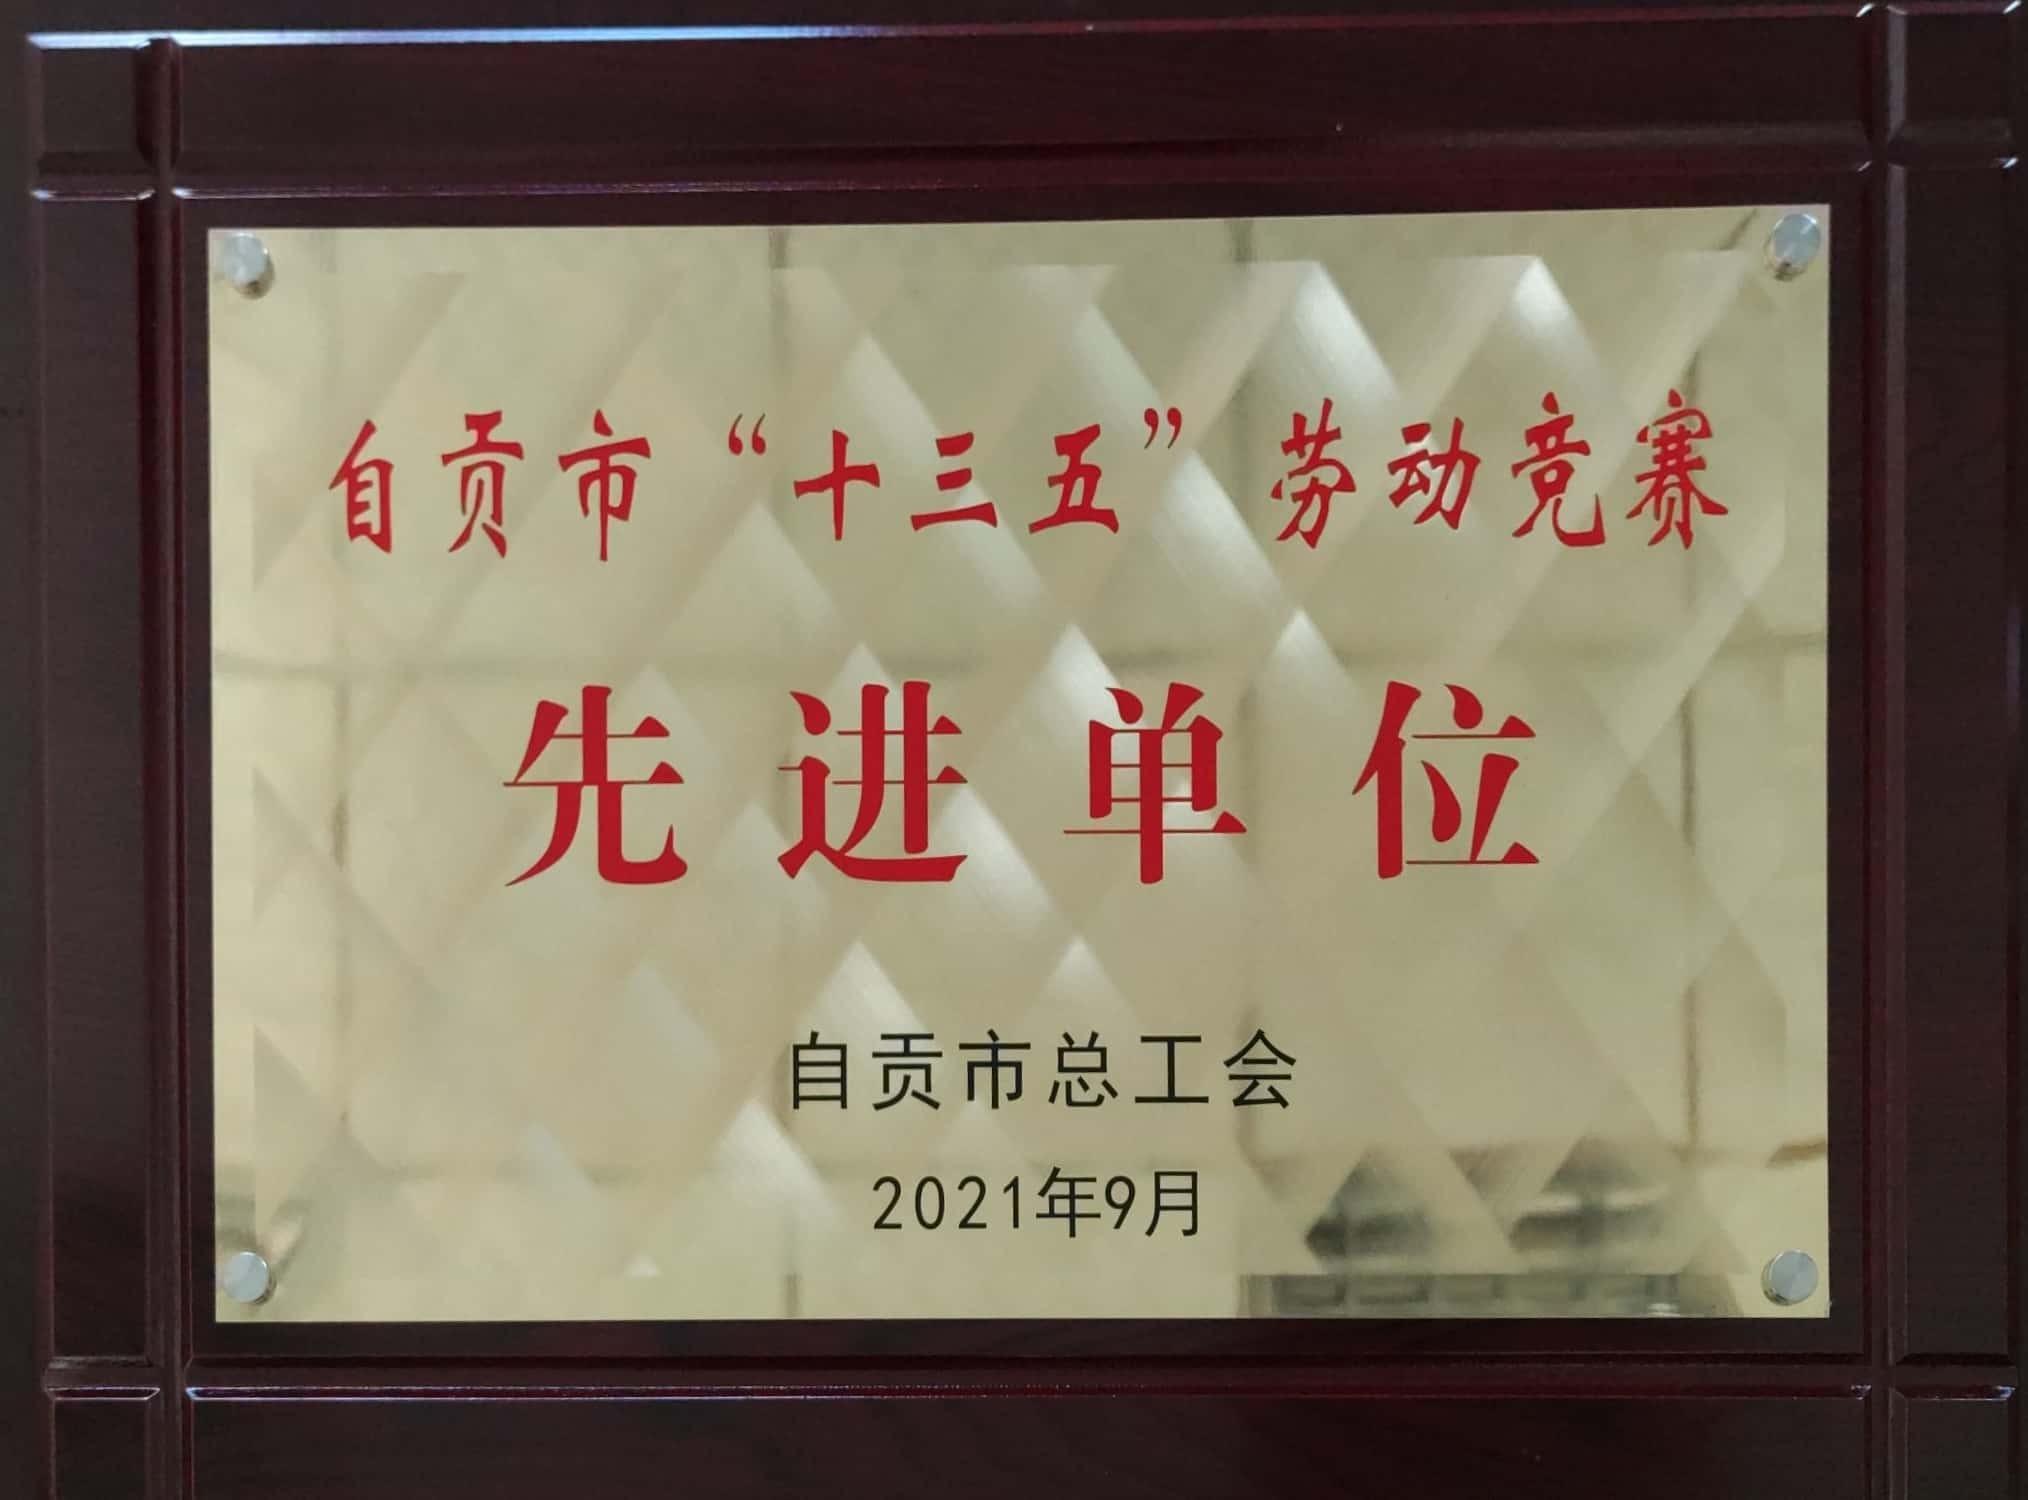 自贡市“十三五”劳动竞赛
先进单位
自贡市总工会
2021年9月